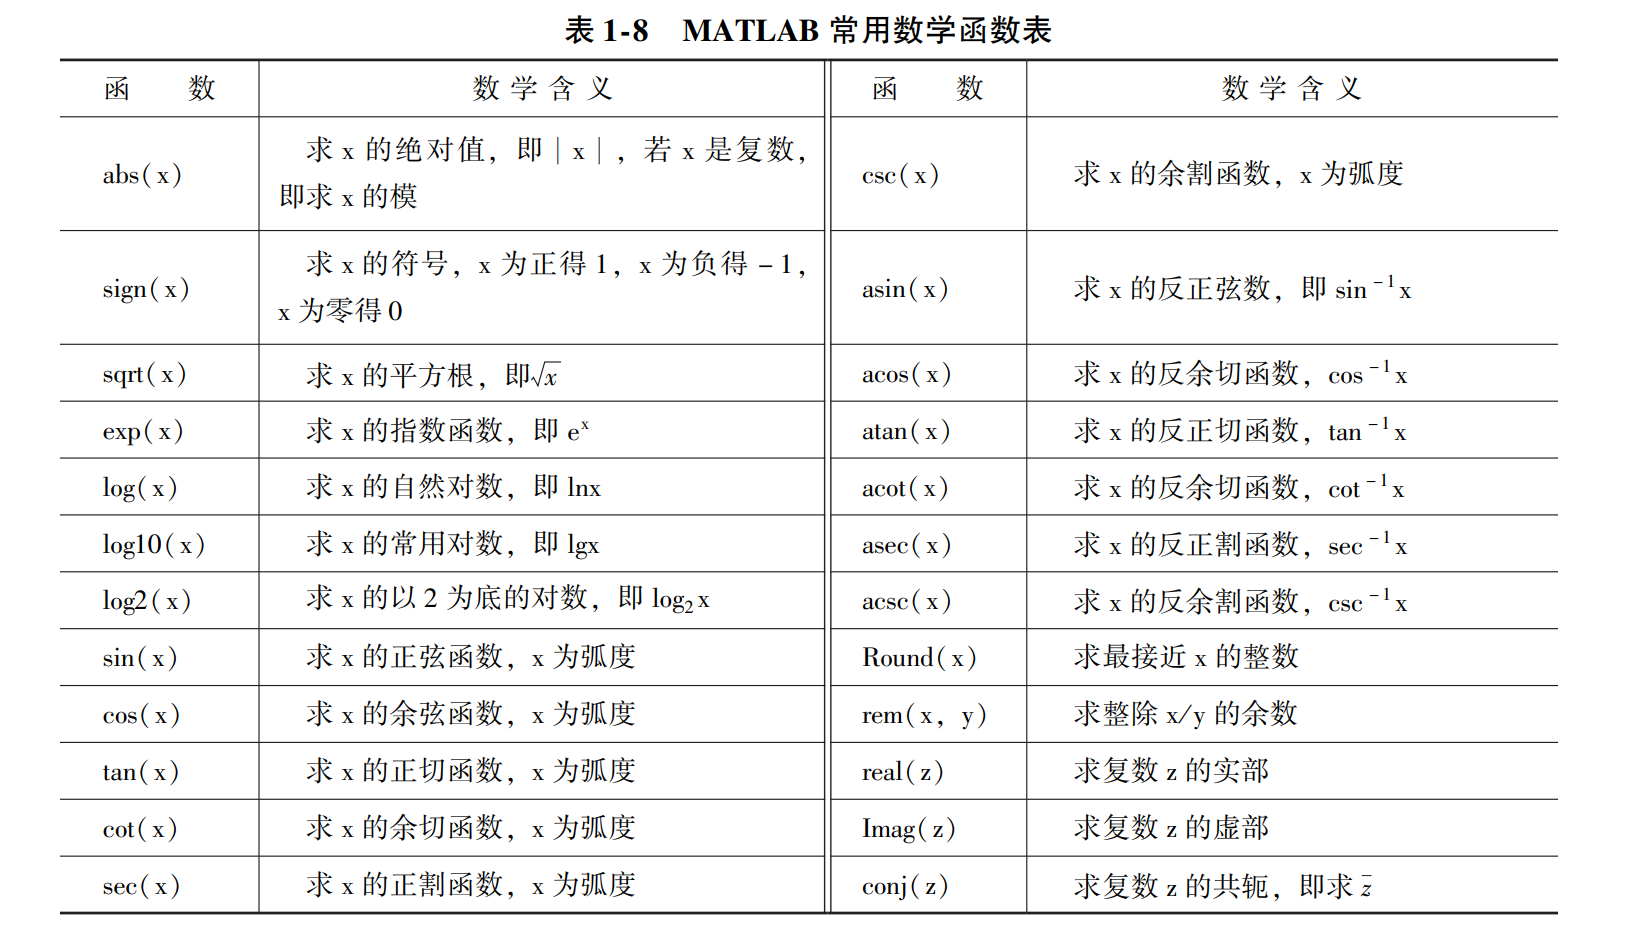 表 1-8 MATLAB 常用数学函数表
函 数 数 学 含 义 函 数 数 学 含 义
abs(x) 求 x 的绝对值，即 | x | ，若 x 是复数，
即求 x 的模 csc(x) 求 x 的余割函数，x 为弧度
sign(x) 求 x 的符号，x 为正得 1，x 为负得 -1，
x 为零得 0 asin(x) 求 x 的反正弦数，即 sin⁻¹x
sqrt(x) 求 x 的平方根，即√x acos(x) 求 x 的反余切函数，cos⁻¹x
exp(x) 求 x 的指数函数，即 eˣ atan(x) 求 x 的反正切函数，tan⁻¹x
log(x) 求 x 的自然对数，即 lnx acot(x) 求 x 的反余切函数，cot⁻¹x
log10(x) 求 x 的常用对数，即 lgx asec(x) 求 x 的反正割函数，sec⁻¹x
log2(x) 求 x 的以 2 为底的对数，即 log₂x acsc(x) 求 x 的反余割函数，csc⁻¹x
sin(x) 求 x 的正弦函数，x 为弧度 Round(x) 求最接近 x 的整数
cos(x) 求 x 的余弦函数，x 为弧度 rem(x，y) 求整除 x/y 的余数
tan(x) 求 x 的正切函数，x 为弧度 real(z) 求复数 z 的实部
cot(x) 求 x 的余切函数，x 为弧度 Imag(z) 求复数 z 的虚部
sec(x) 求 x 的正割函数，x 为弧度 conj(z) 求复数 z 的共轭，即求 z̄